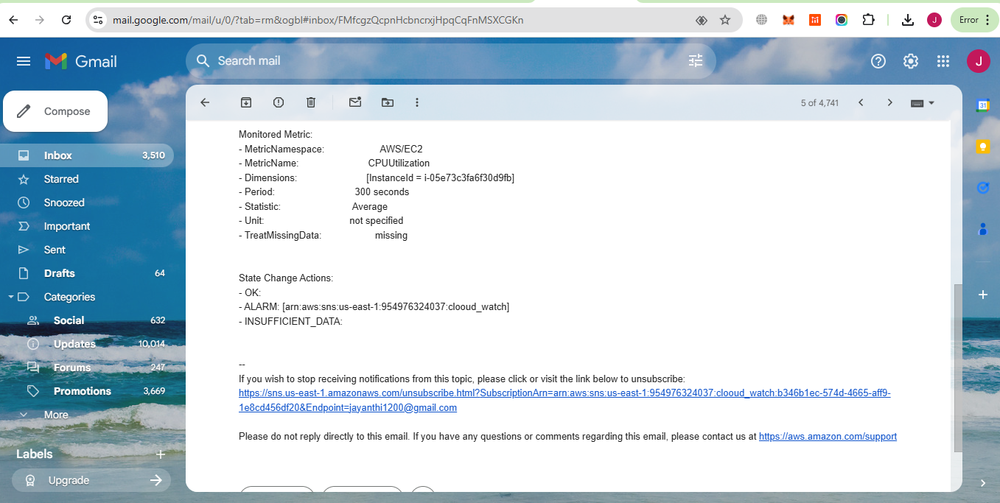 mail.google.com/mail/u/0/?tab=rm&ogbl#inbox/FMfcgzQcpnHcbncrxjHpqCqFnMSXCGKn
J
Error
Gmail
Search mail
J
Compose
5 of 4,741
31
Inbox 3,510
Starred
Snoozed
Important
Sent
Drafts 64
Categories
Social 632
Updates 10,014
Forums 247
Promotions 3,669
More
Labels
Upgrade
Monitored Metric:
- MetricNamespace: AWS/EC2
- MetricName: CPUUtilization
- Dimensions: [InstanceId = i-05e73c3fa6f30d9fb]
- Period: 300 seconds
- Statistic: Average
- Unit: not specified
- TreatMissingData: missing
State Change Actions:
- OK:
- ALARM: [arn:aws:sns:us-east-1:954976324037:clooud_watch]
- INSUFFICIENT_DATA:
--
If you wish to stop receiving notifications from this topic, please click or visit the link below to unsubscribe:
https://sns.us-east-1.amazonaws.com/unsubscribe.html?SubscriptionArn=arn:aws:sns:us-east-1:954976324037:clooud_watch:b346b1ec-574d-4665-aff9-
1e8cd456df20&Endpoint=jayanthi1200@gmail.com
Please do not reply directly to this email. If you have any questions or comments regarding this email, please contact us at https://aws.amazon.com/support